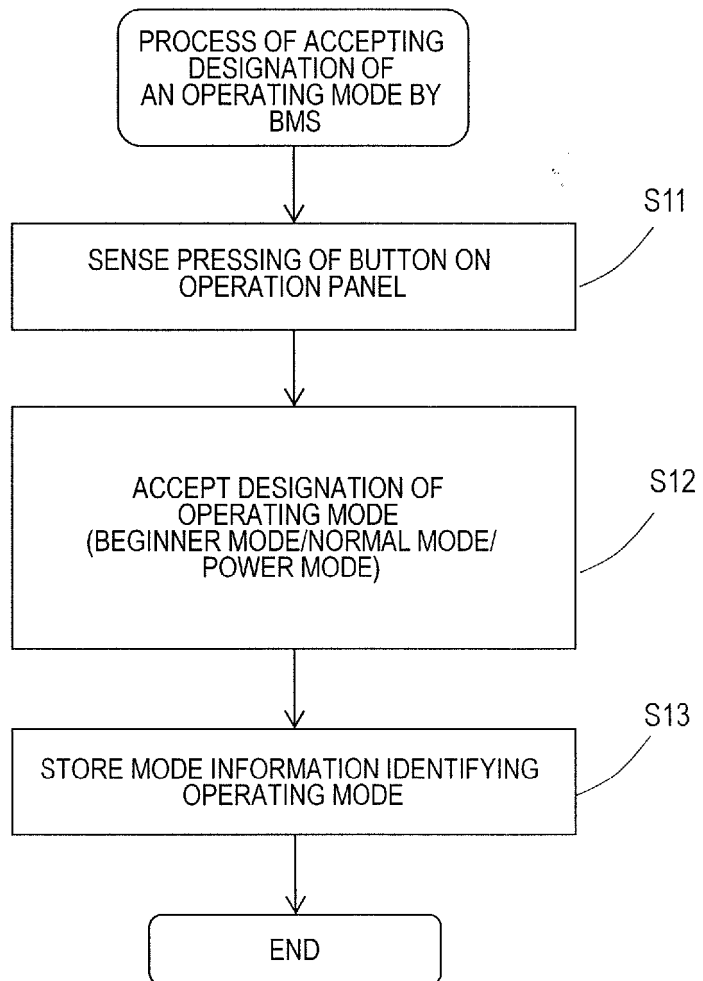 PROCESS OF ACCEPTING
DESIGNATION OF
AN OPERATING MODE BY
BMS
S11
SENSE PRESSING OF BUTTON ON
OPERATION PANEL
S12
ACCEPT DESIGNATION OF
OPERATING MODE
(BEGINNER MODE/NORMAL MODE/
POWER MODE)
S13
STORE MODE INFORMATION IDENTIFYING
OPERATING MODE
END